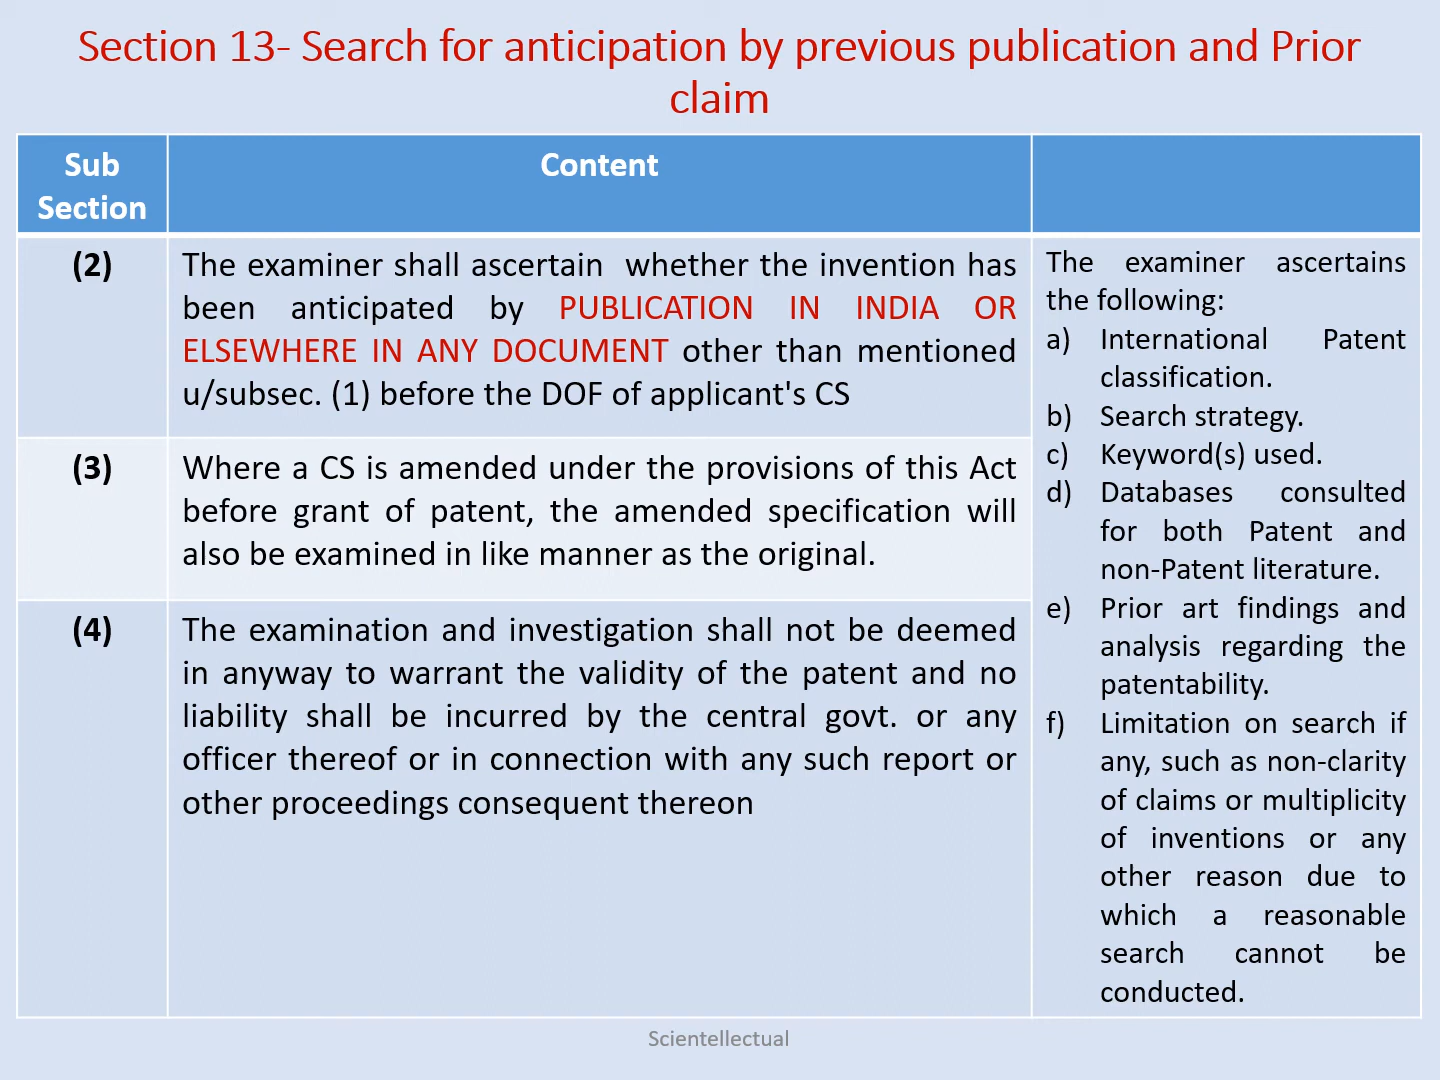 Section 13- Search for anticipation by previous publication and Prior
claim
Sub
Section
Content
(2)
The examiner shall ascertain whether the invention has
been anticipated by PUBLICATION IN INDIA OR
ELSEWHERE IN ANY DOCUMENT other than mentioned
u/subsec. (1) before the DOF of applicant's CS
(3)
Where a CS is amended under the provisions of this Act
before grant of patent, the amended specification will
also be examined in like manner as the original.
(4)
The examination and investigation shall not be deemed
in anyway to warrant the validity of the patent and no
liability shall be incurred by the central govt. or any
officer thereof or in connection with any such report or
other proceedings consequent thereon
The examiner ascertains
the following:
a) International Patent
classification.
b) Search strategy.
c) Keyword(s) used.
d) Databases consulted
for both Patent and
non-Patent literature.
e) Prior art findings and
analysis regarding the
patentability.
f) Limitation on search if
any, such as non-clarity
of claims or multiplicity
of inventions or any
other reason due to
which a reasonable
search cannot be
conducted.
Scientellectual